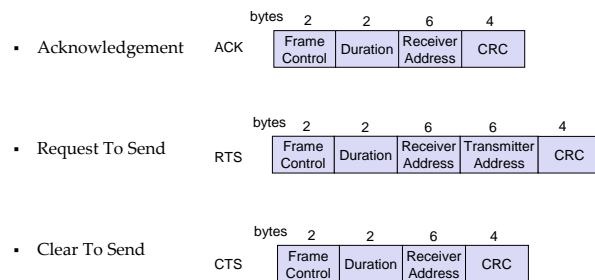 bytes 2 2 6 4
▪ Acknowledgement ACK Frame Control Duration Receiver Address CRC
bytes 2 2 6 6 4
▪ Request To Send RTS Frame Control Duration Receiver Address Transmitter Address CRC
bytes 2 2 6 4
▪ Clear To Send CTS Frame Control Duration Receiver Address CRC